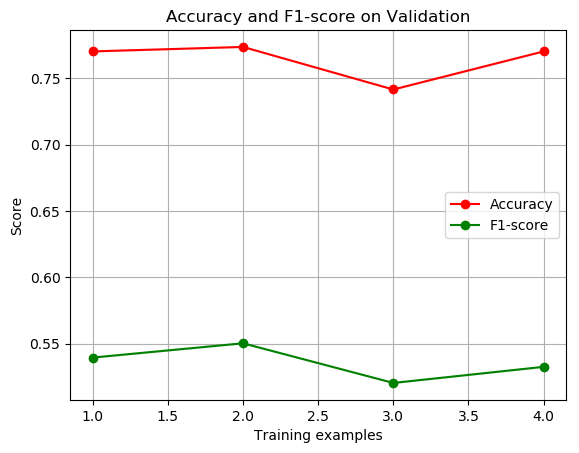 Accuracy and F1-score on Validation
0.75
0.70
0.65
0.60
0.55
Score
Accuracy
F1-score
1.0 1.5 2.0 2.5 3.0 3.5 4.0
Training examples